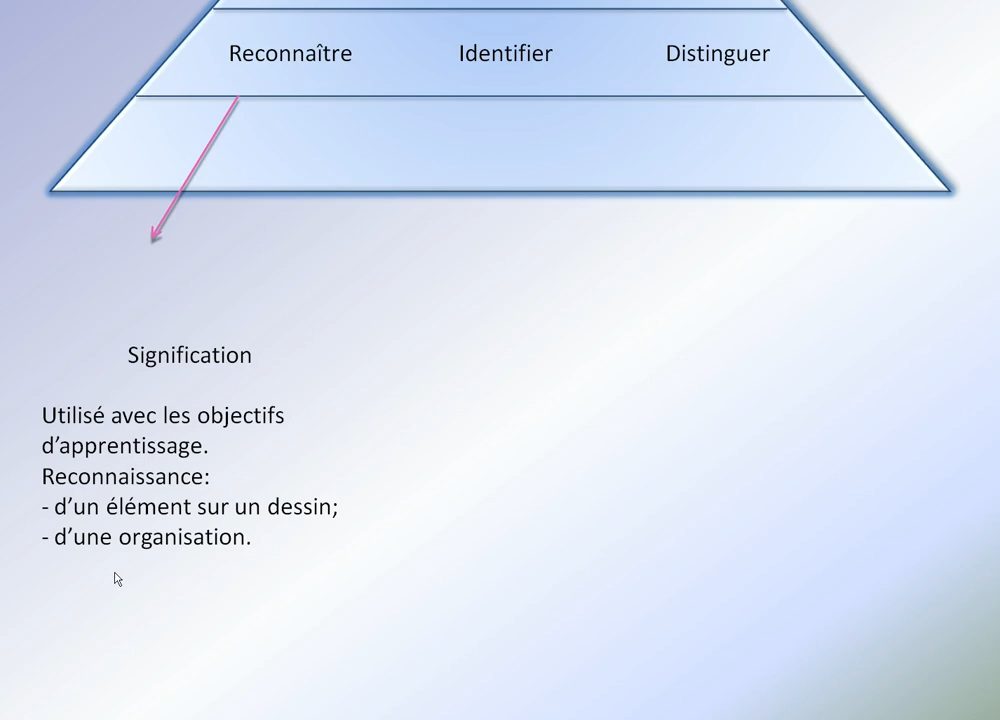 Reconnaître Identifier Distinguer
Signification
Utilisé avec les objectifs
d’apprentissage.
Reconnaissance:
- d’un élément sur un dessin;
- d’une organisation.